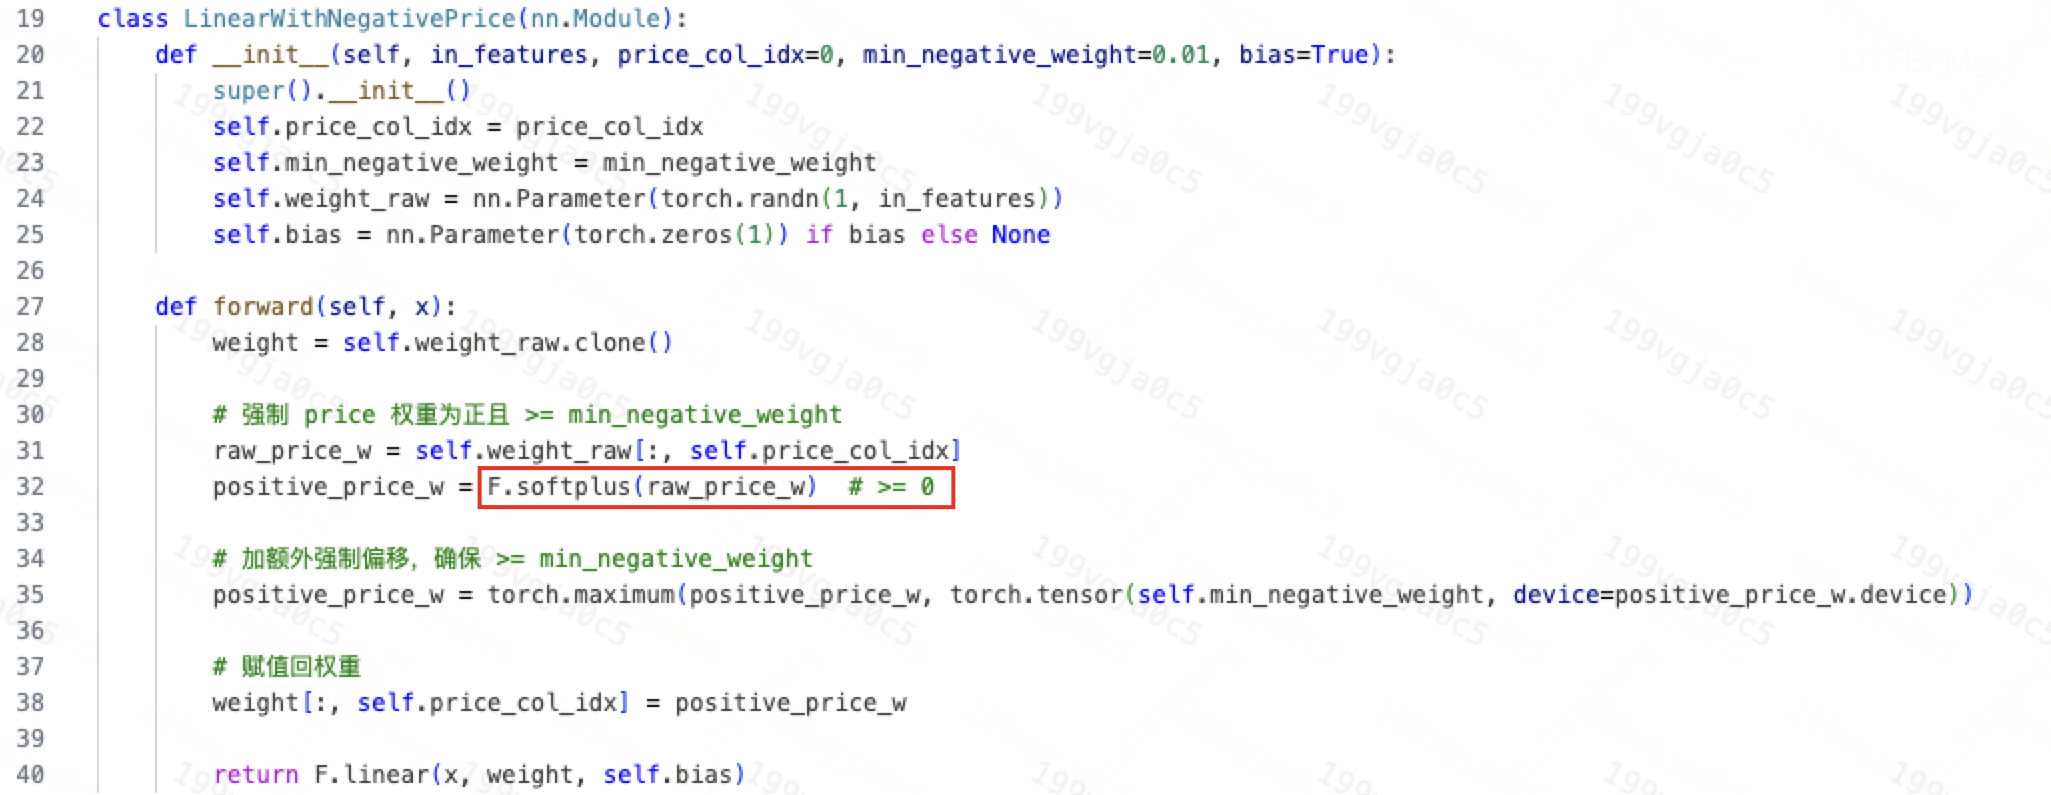 19 class LinearWithNegativePrice(nn.Module):
20     def __init__(self, in_features, price_col_idx=0, min_negative_weight=0.01, bias=True):
21         super().__init__()
22         self.price_col_idx = price_col_idx
23         self.min_negative_weight = min_negative_weight
24         self.weight_raw = nn.Parameter(torch.randn(1, in_features))
25         self.bias = nn.Parameter(torch.zeros(1)) if bias else None
26
27     def forward(self, x):
28         weight = self.weight_raw.clone()
29
30         # 强制 price 权重为正且 >= min_negative_weight
31         raw_price_w = self.weight_raw[:, self.price_col_idx]
32         positive_price_w = F.softplus(raw_price_w)  # >= 0
33
34         # 加额外强制偏移，确保 >= min_negative_weight
35         positive_price_w = torch.maximum(positive_price_w, torch.tensor(self.min_negative_weight, device=positive_price_w.device))
36
37         # 赋值回权重
38         weight[:, self.price_col_idx] = positive_price_w
39
40         return F.linear(x, weight, self.bias)
199vgja0c5